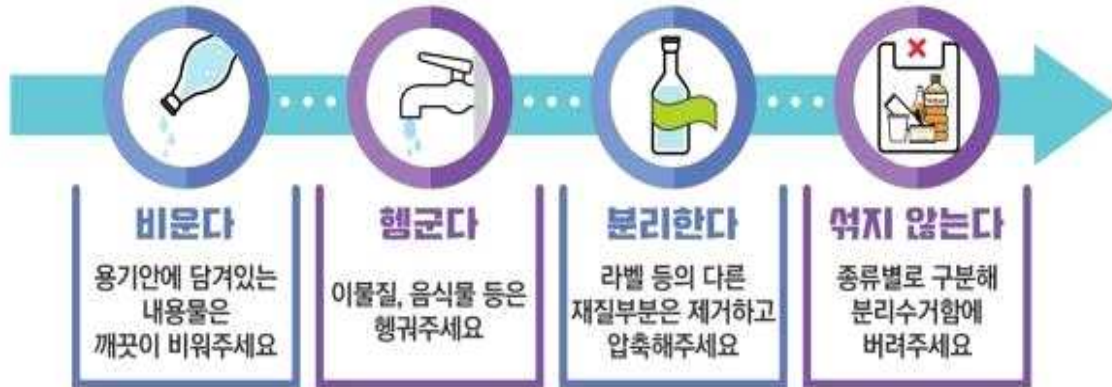 비운다
용기안에 담겨있는
내용물은
깨끗이 비워주세요
헹군다
이물질, 음식물 등은
헹궈주세요
분리한다
라벨 등의 다른
재질부분은 제거하고
압축해주세요
섞지 않는다
종류별로 구분해
분리수거함에
버려주세요